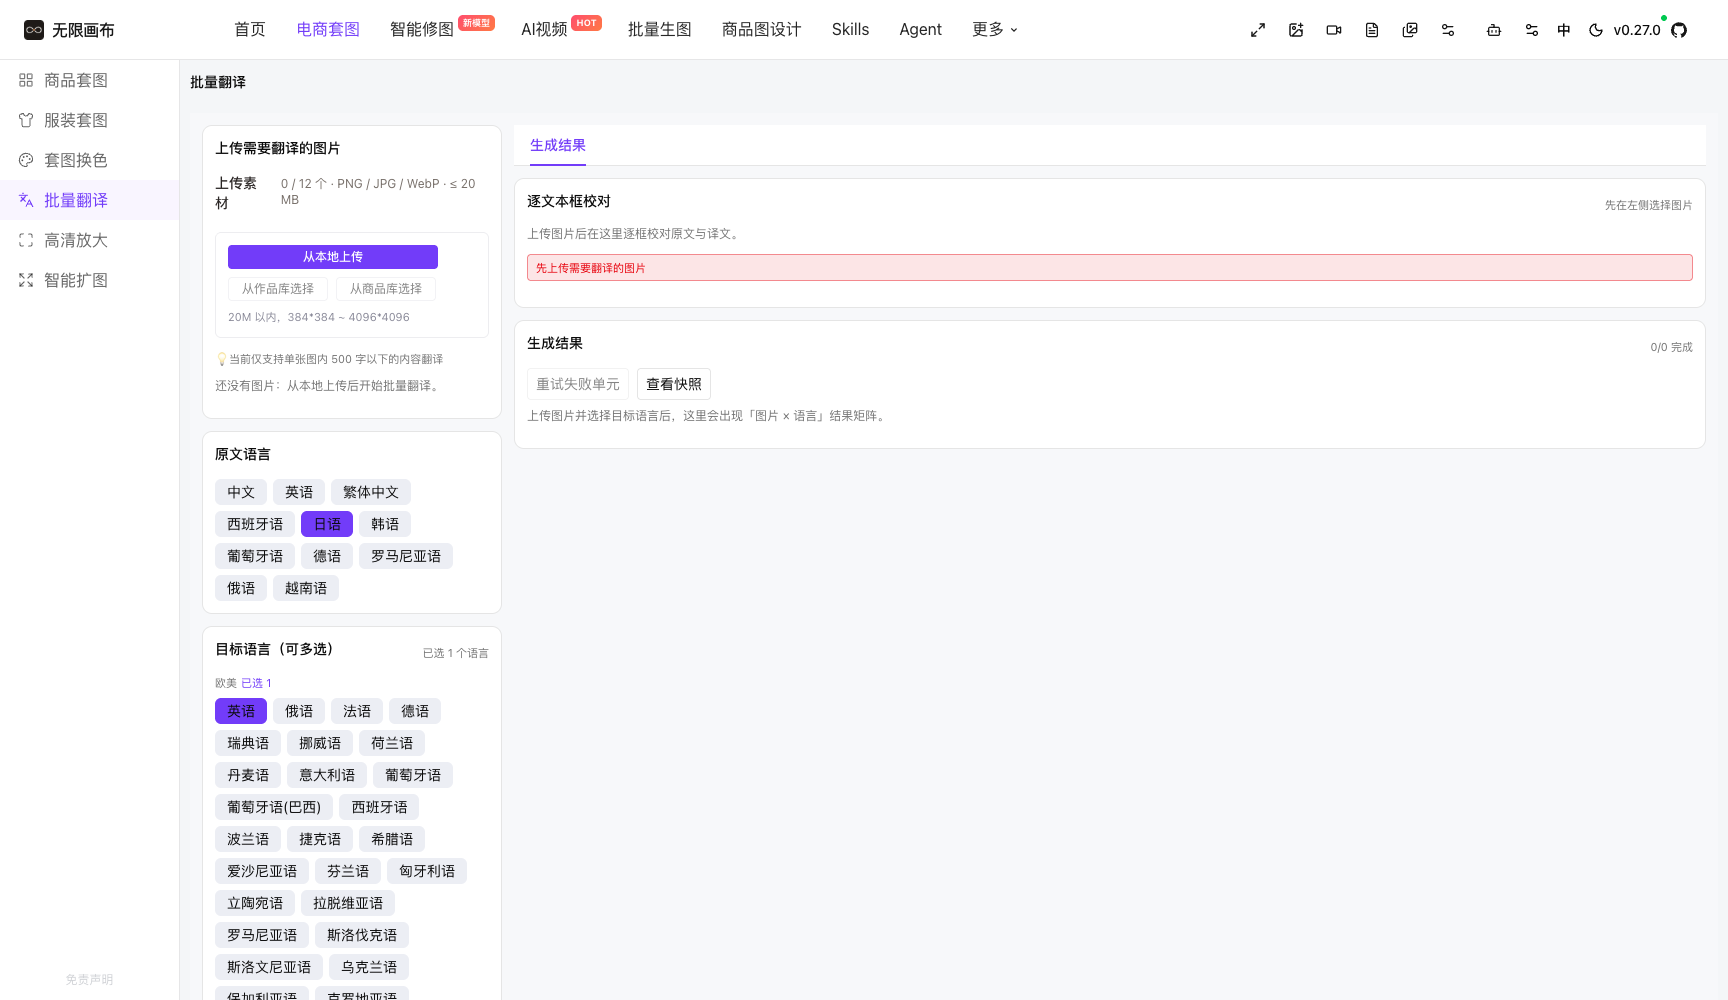 无限画布
首页
电商套图
智能修图
新模型
AI视频
HOT
批量生图
商品图设计
Skills
Agent
更多
中
v0.27.0
商品套图
服装套图
套图换色
批量翻译
高清放大
智能扩图
免责声明
批量翻译
上传需要翻译的图片
上传素材
0 / 12 个 · PNG / JPG / WebP · ≤ 20 MB
从本地上传
从作品库选择
从商品库选择
20M 以内，384*384 ~ 4096*4096
💡当前仅支持单张图内 500 字以下的内容翻译
还没有图片：从本地上传后开始批量翻译。
原文语言
中文 英语 繁体中文
西班牙语 日语 韩语
葡萄牙语 德语 罗马尼亚语
俄语 越南语
目标语言（可多选）
已选 1 个语言
欧美 已选 1
英语 俄语 法语 德语
瑞典语 挪威语 荷兰语
丹麦语 意大利语 葡萄牙语
葡萄牙语(巴西) 西班牙语
波兰语 捷克语 希腊语
爱沙尼亚语 芬兰语 匈牙利语
立陶宛语 拉脱维亚语
罗马尼亚语 斯洛伐克语
斯洛文尼亚语 乌克兰语
保加利亚语 克罗地亚语
生成结果
逐文本框校对
先在左侧选择图片
上传图片后在这里逐框校对原文与译文。
先上传需要翻译的图片
生成结果
0/0 完成
重试失败单元
查看快照
上传图片并选择目标语言后，这里会出现「图片 × 语言」结果矩阵。